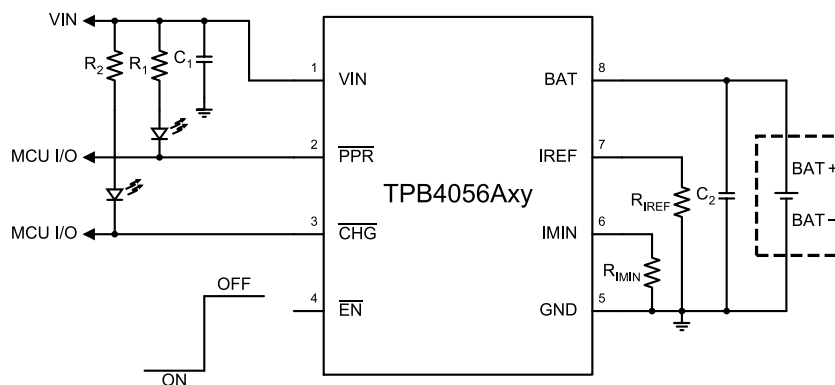 VIN
R2 R1 C1
1 VIN BAT 8
MCU I/O 2 PPR IREF 7
TPB4056Axy
RIREF C2 BAT+
BAT−
MCU I/O 3 CHG IMIN 6
RIMIN
OFF
4 EN GND 5
ON